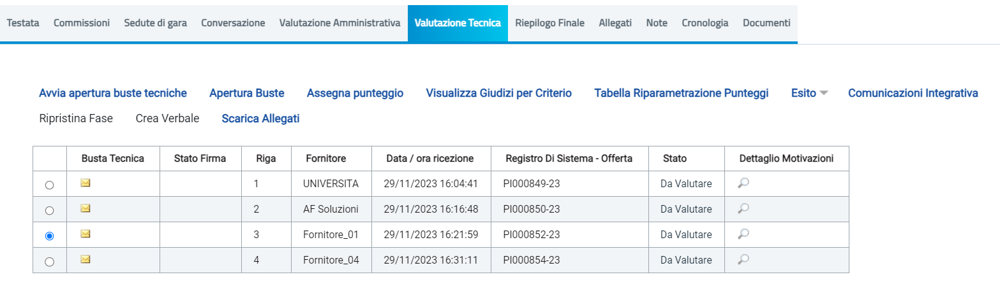 Testata Commissioni Sedute di gara Conversazione Valutazione Amministrativa Valutazione Tecnica Riepilogo Finale Allegati Note Cronologia Documenti
Avvia apertura buste tecniche Apertura Buste Assegna punteggio Visualizza Giudizi per Criterio Tabella Riparametrazione Punteggi Esito Comunicazioni Integrativa
Ripristina Fase Crea Verbale Scarica Allegati
Busta Tecnica Stato Firma Riga Fornitore Data / ora ricezione Registro Di Sistema - Offerta Stato Dettaglio Motivazioni
1 UNIVERSITA 29/11/2023 16:04:41 PI000849-23 Da Valutare
2 AF Soluzioni 29/11/2023 16:16:48 PI000850-23 Da Valutare
3 Fornitore_01 29/11/2023 16:21:59 PI000852-23 Da Valutare
4 Fornitore_04 29/11/2023 16:31:11 PI000854-23 Da Valutare